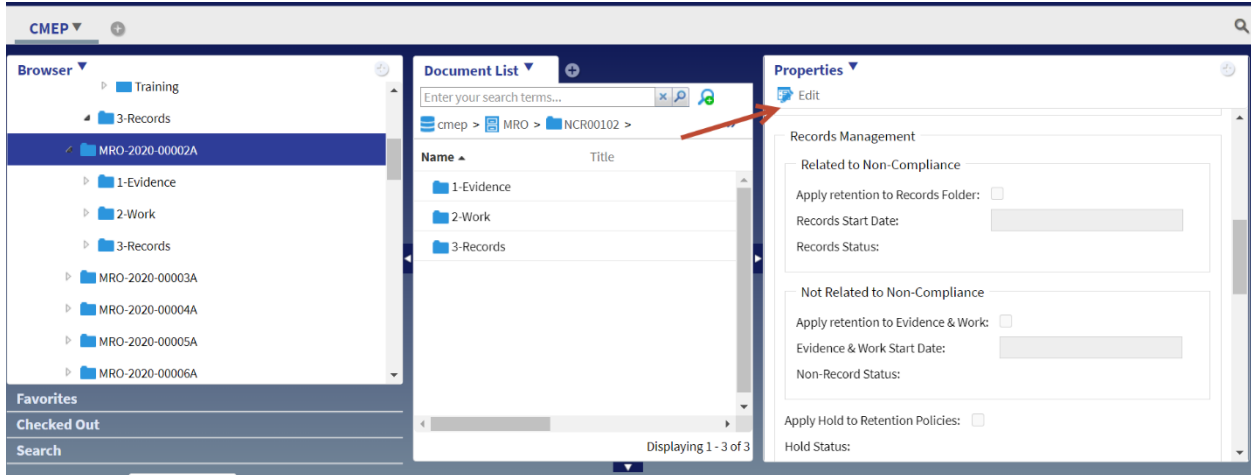 CMEP
Browser
Training
3-Records
MRO-2020-00002A
1-Evidence
2-Work
3-Records
MRO-2020-00003A
MRO-2020-00004A
MRO-2020-00005A
MRO-2020-00006A
Favorites
Checked Out
Search
Document List
Enter your search terms...
cmep > MRO > NCR00102 >
Name Title
1-Evidence
2-Work
3-Records
Displaying 1 - 3 of 3
Properties
Edit
Records Management
Related to Non-Compliance
Apply retention to Records Folder:
Records Start Date:
Records Status:
Not Related to Non-Compliance
Apply retention to Evidence & Work:
Evidence & Work Start Date:
Non-Record Status:
Apply Hold to Retention Policies:
Hold Status: